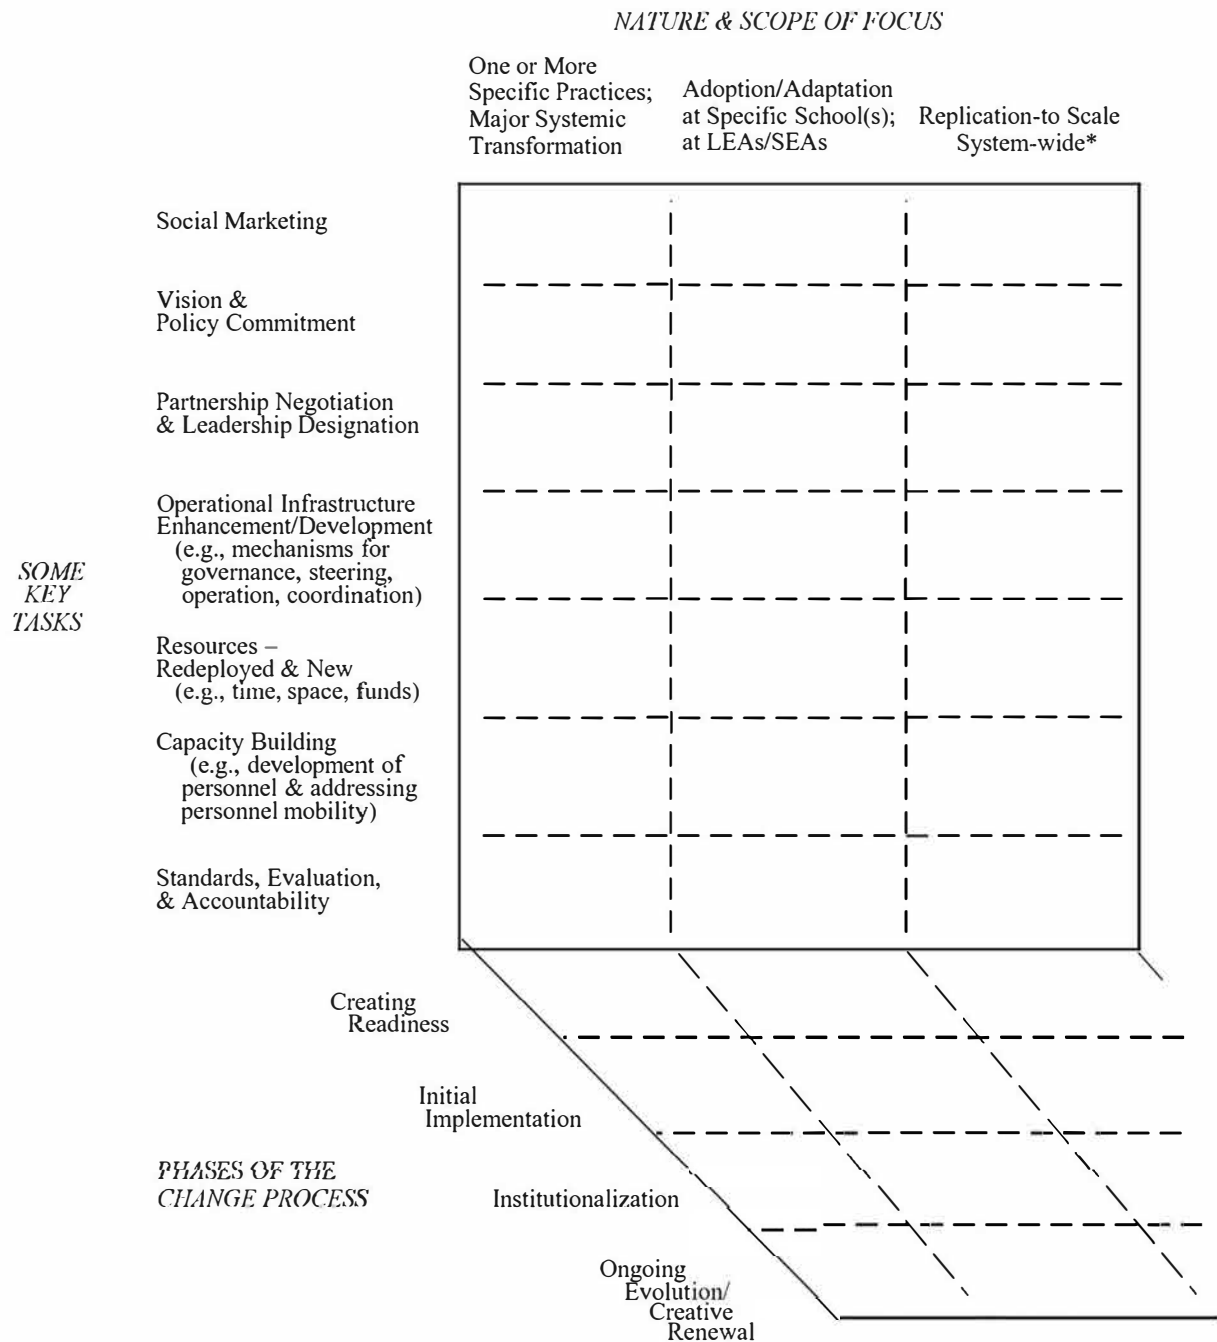 NATURE & SCOPE OF FOCUS
One or More
Specific Practices;
Major Systemic
Transformation
Adoption/Adaptation
at Specific School(s);
at LEAs/SEAs
Replication-to Scale
System-wide*
Social Marketing
Vision &
Policy Commitment
Partnership Negotiation
& Leadership Designation
Operational Infrastructure
Enhancement/Development
(e.g., mechanisms for
governance, steering,
operation, coordination)
SOME
KEY
TASKS
Resources –
Redeployed & New
(e.g., time, space, funds)
Capacity Building
(e.g., development of
personnel & addressing
personnel mobility)
Standards, Evaluation,
& Accountability
Creating
Readiness
Initial
Implementation
PHASES OF THE
CHANGE PROCESS
Institutionalization
Ongoing
Evolution/
Creative
Renewal